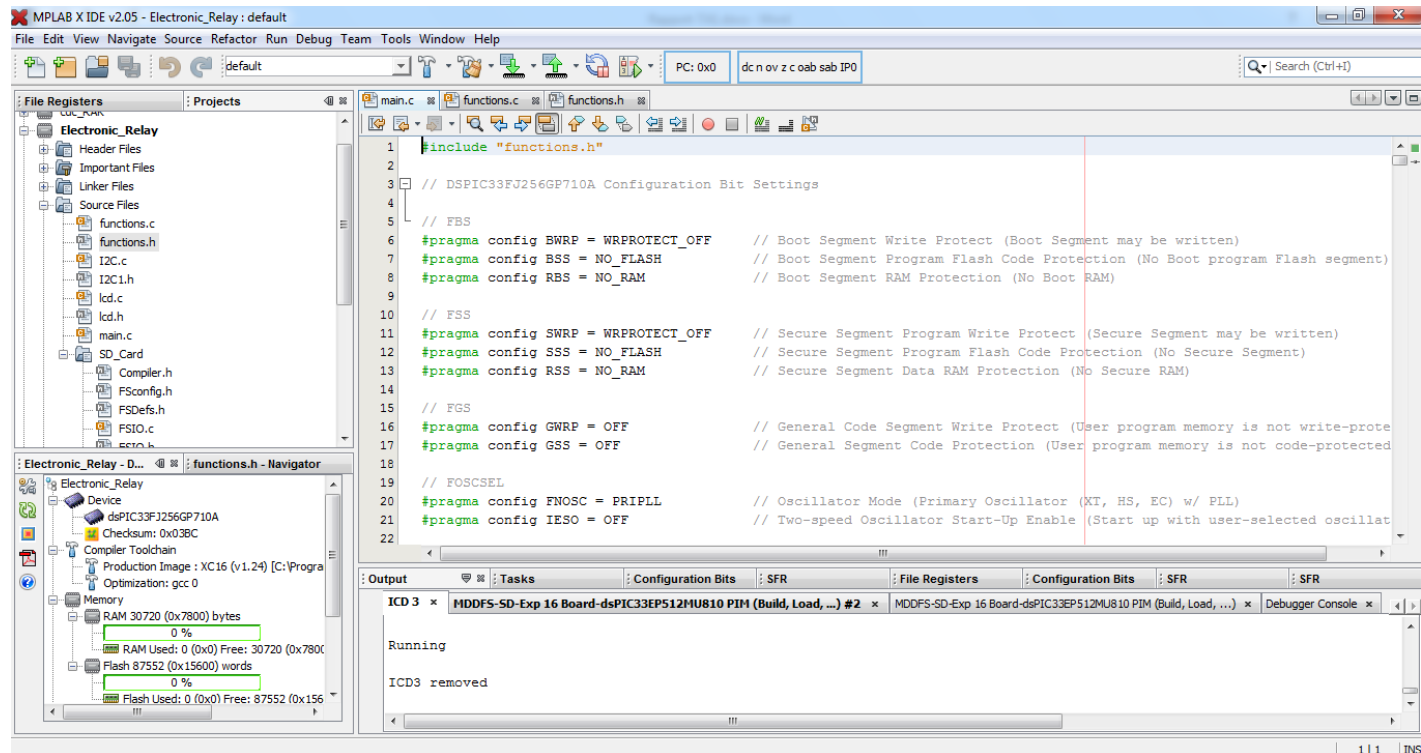 MPLAB X IDE v2.05 - Electronic_Relay : default
File Edit View Navigate Source Refactor Run Debug Team Tools Window Help
default
PC: 0x0
dc n ov z c oab sab IP0
Search (Ctrl+I)
File Registers
Projects
Electronic_Relay
Header Files
Important Files
Linker Files
Source Files
functions.c
functions.h
I2C.c
I2C1.h
lcd.c
lcd.h
main.c
SD_Card
Compiler.h
FSconfig.h
FSDefs.h
FSIO.c
FSIO.h
Electronic_Relay - D...
functions.h - Navigator
Electronic_Relay
Device
dsPIC33FJ256GP710A
Checksum: 0x03BC
Compiler Toolchain
Production Image : XC16 (v1.24) [C:\Progra
Optimization: gcc 0
Memory
RAM 30720 (0x7800) bytes
0 %
RAM Used: 0 (0x0) Free: 30720 (0x7800
Flash 87552 (0x15600) words
0 %
Flash Used: 0 (0x0) Free: 87552 (0x156
main.c functions.c functions.h
1 #include "functions.h"
2
3 // DSPIC33FJ256GP710A Configuration Bit Settings
4
5 // FBS
6 #pragma config BWRP = WRPROTECT_OFF // Boot Segment Write Protect (Boot Segment may be written)
7 #pragma config BSS = NO_FLASH // Boot Segment Program Flash Code Protection (No Boot program Flash segment)
8 #pragma config RBS = NO_RAM // Boot Segment RAM Protection (No Boot RAM)
9
10 // FSS
11 #pragma config SWRP = WRPROTECT_OFF // Secure Segment Program Write Protect (Secure Segment may be written)
12 #pragma config SSS = NO_FLASH // Secure Segment Program Flash Code Protection (No Secure Segment)
13 #pragma config RSS = NO_RAM // Secure Segment Data RAM Protection (No Secure RAM)
14
15 // FGS
16 #pragma config GWRP = OFF // General Code Segment Write Protect (User program memory is not write-prote
17 #pragma config GSS = OFF // General Segment Code Protection (User program memory is not code-protected
18
19 // FOSCSEL
20 #pragma config FNOSC = PRIPLL // Oscillator Mode (Primary Oscillator (XT, HS, EC) w/ PLL)
21 #pragma config IESO = OFF // Two-speed Oscillator Start-Up Enable (Start up with user-selected oscillat
22
Output Tasks Configuration Bits SFR File Registers Configuration Bits SFR SFR
ICD 3 MDDFS-SD-Exp 16 Board-dsPIC33EP512MU810 PIM (Build, Load, ...) #2 MDDFS-SD-Exp 16 Board-dsPIC33EP512MU810 PIM (Build, Load, ...) Debugger Console
Running
ICD3 removed
1 | 1 INS